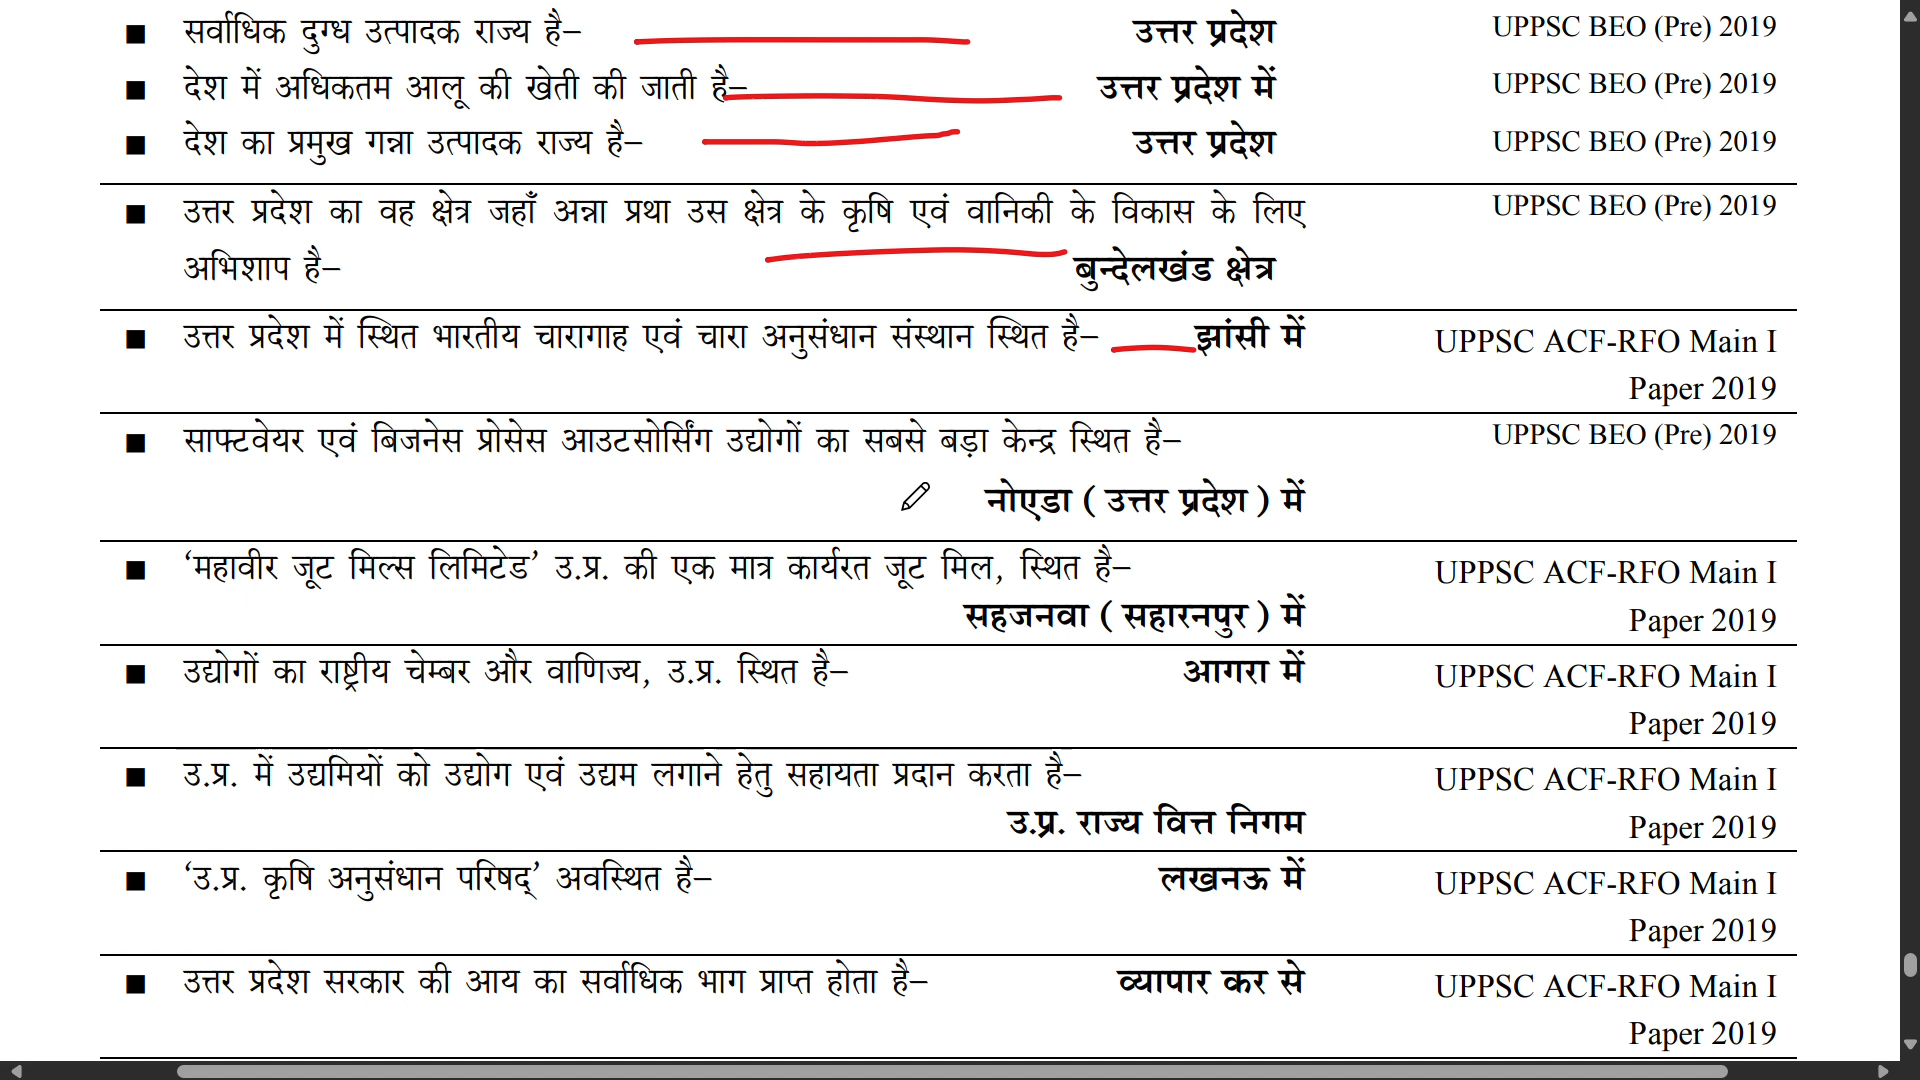 ■ सर्वाधिक दुग्ध उत्पादक राज्य है– उत्तर प्रदेश UPPSC BEO (Pre) 2019
■ देश में अधिकतम आलू की खेती की जाती है– उत्तर प्रदेश में UPPSC BEO (Pre) 2019
■ देश का प्रमुख गन्ना उत्पादक राज्य है– उत्तर प्रदेश UPPSC BEO (Pre) 2019
■ उत्तर प्रदेश का वह क्षेत्र जहाँ अन्ना प्रथा उस क्षेत्र के कृषि एवं वानिकी के विकास के लिए UPPSC BEO (Pre) 2019
अभिशाप है– बुन्देलखंड क्षेत्र
■ उत्तर प्रदेश में स्थित भारतीय चारागाह एवं चारा अनुसंधान संस्थान स्थित है– झांसी में UPPSC ACF-RFO Main I
Paper 2019
■ साफ्टवेयर एवं बिजनेस प्रोसेस आउटसोर्सिंग उद्योगों का सबसे बड़ा केन्द्र स्थित है– UPPSC BEO (Pre) 2019
नोएडा ( उत्तर प्रदेश ) में
■ ‘महावीर जूट मिल्स लिमिटेड’ उ.प्र. की एक मात्र कार्यरत जूट मिल, स्थित है– UPPSC ACF-RFO Main I
सहजनवा ( सहारनपुर ) में Paper 2019
■ उद्योगों का राष्ट्रीय चेम्बर और वाणिज्य, उ.प्र. स्थित है– आगरा में UPPSC ACF-RFO Main I
Paper 2019
■ उ.प्र. में उद्यमियों को उद्योग एवं उद्यम लगाने हेतु सहायता प्रदान करता है– UPPSC ACF-RFO Main I
उ.प्र. राज्य वित्त निगम Paper 2019
■ ‘उ.प्र. कृषि अनुसंधान परिषद्’ अवस्थित है– लखनऊ में UPPSC ACF-RFO Main I
Paper 2019
■ उत्तर प्रदेश सरकार की आय का सर्वाधिक भाग प्राप्त होता है– व्यापार कर से UPPSC ACF-RFO Main I
Paper 2019